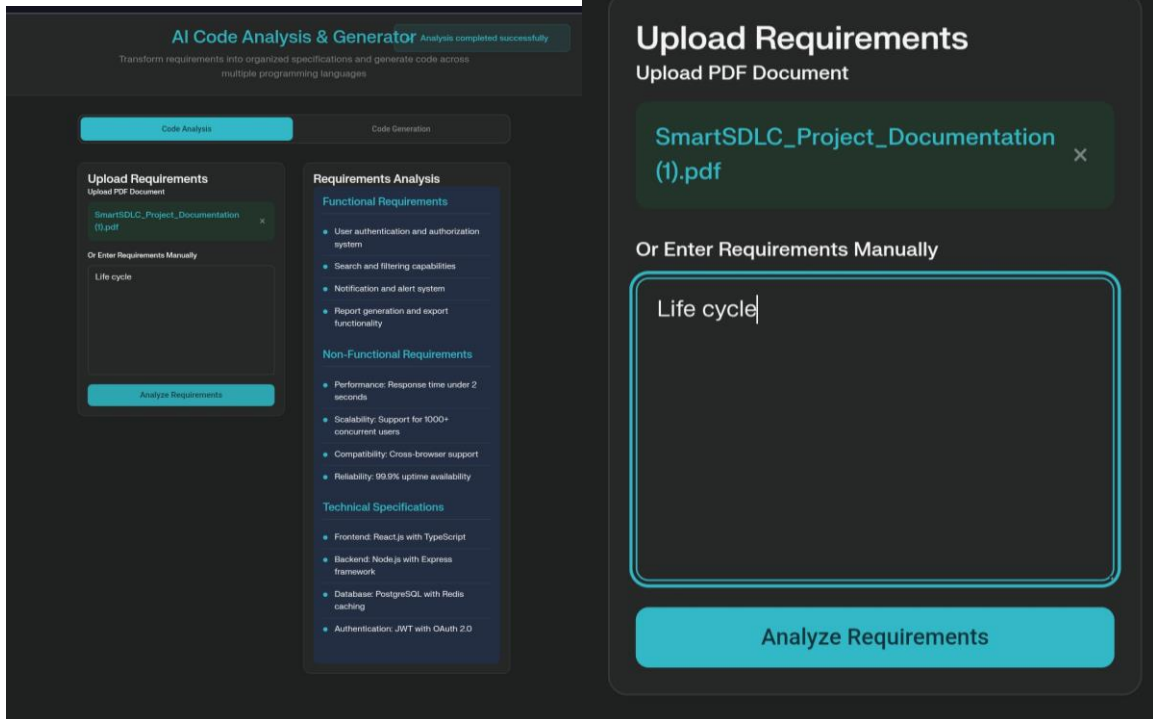 AI Code Analysis & Generator
Analysis completed successfully
Transform requirements into organized specifications and generate code across
multiple programming languages
Code Analysis
Code Generation
Upload Requirements
Upload PDF Document
SmartSDLC_Project_Documentation
(1).pdf
×
Or Enter Requirements Manually
Life cycle
Analyze Requirements
Requirements Analysis
Functional Requirements
User authentication and authorization
system
Search and filtering capabilities
Notification and alert system
Report generation and export
functionality
Non-Functional Requirements
Performance: Response time under 2
seconds
Scalability: Support for 1000+
concurrent users
Compatibility: Cross-browser support
Reliability: 99.9% uptime availability
Technical Specifications
Frontend: React.js with TypeScript
Backend: Node.js with Express
framework
Database: PostgreSQL with Redis
caching
Authentication: JWT with OAuth 2.0
Upload Requirements
Upload PDF Document
SmartSDLC_Project_Documentation
(1).pdf
×
Or Enter Requirements Manually
Life cycle
Analyze Requirements